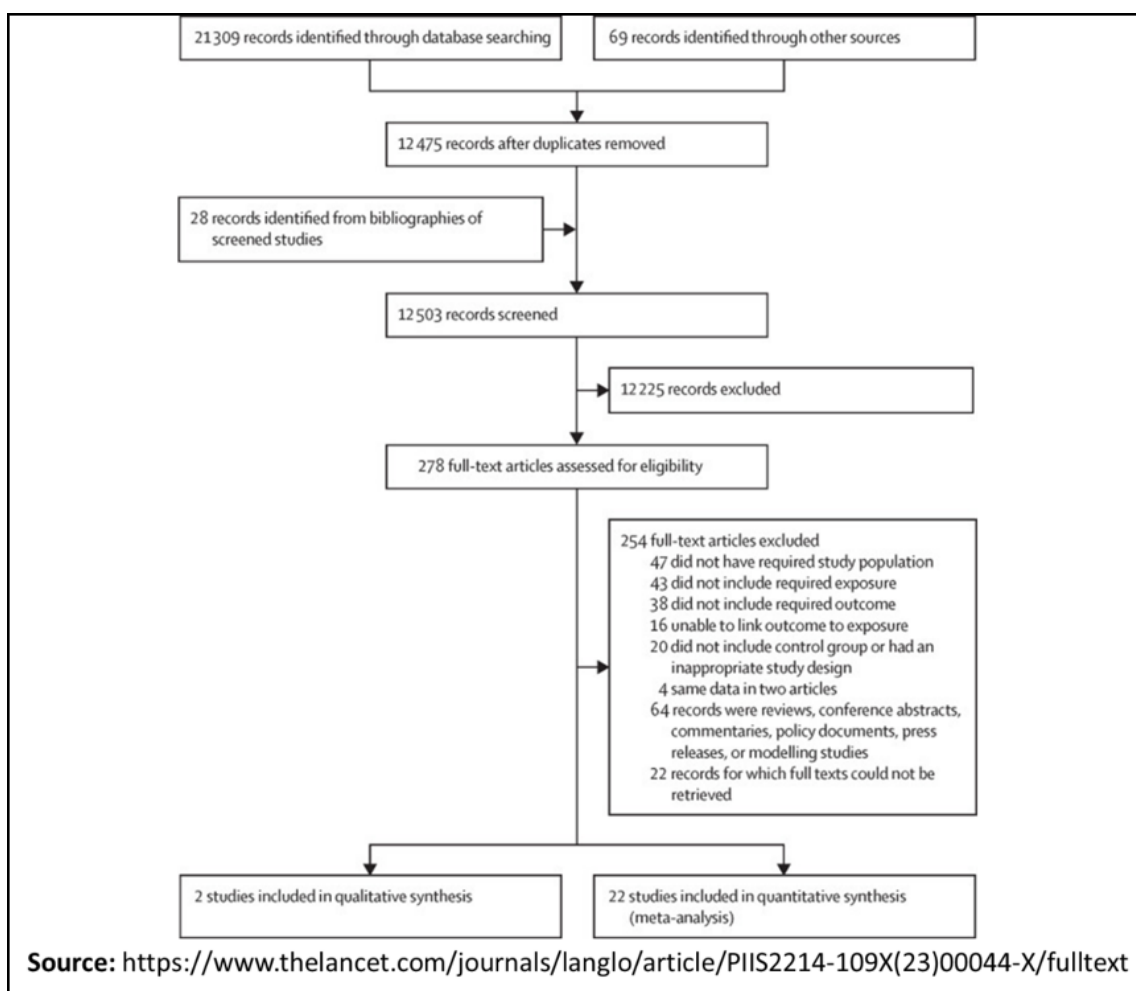 21309 records identified through database searching
69 records identified through other sources
12475 records after duplicates removed
28 records identified from bibliographies of
screened studies
12503 records screened
12225 records excluded
278 full-text articles assessed for eligibility
254 full-text articles excluded
47 did not have required study population
43 did not include required exposure
38 did not include required outcome
16 unable to link outcome to exposure
20 did not include control group or had an
inappropriate study design
4 same data in two articles
64 records were reviews, conference abstracts,
commentaries, policy documents, press
releases, or modelling studies
22 records for which full texts could not be
retrieved
2 studies included in qualitative synthesis
22 studies included in quantitative synthesis
(meta-analysis)
Source: https://www.thelancet.com/journals/langlo/article/PIIS2214-109X(23)00044-X/fulltext